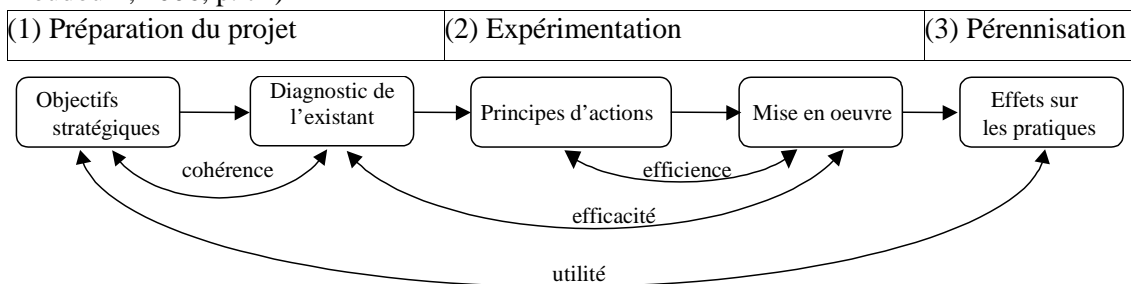 (1) Préparation du projet (2) Expérimentation (3) Pérennisation
Objectifs
stratégiques
Diagnostic de
l'existant
Principes d'actions
Mise en oeuvre
Effets sur
les pratiques
cohérence
efficience
efficacité
utilité